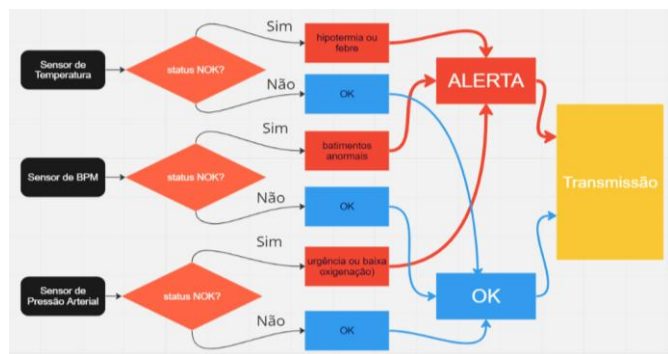 Sim
hipotermia ou
febre
Sensor de
Temperatura
status NOK?
ALERTA
Não
OK
Sim
batimentos
anormais
Sensor de BPM
status NOK?
Transmissão
Não
OK
Sim
urgência ou baixa
oxigenação)
Sensor de
Pressão Arterial
status NOK?
OK
Não
OK